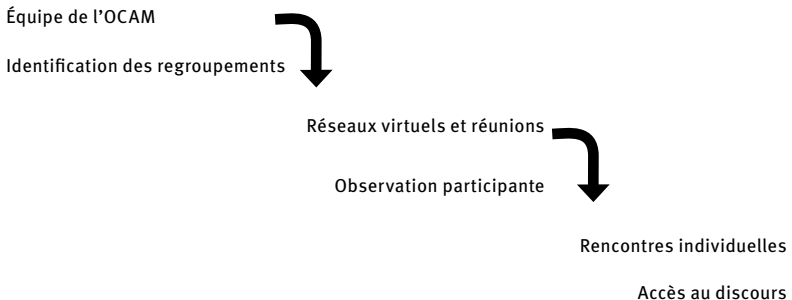 Équipe de l’OCAM
Identification des regroupements
Réseaux virtuels et réunions
Observation participante
Rencontres individuelles
Accès au discours